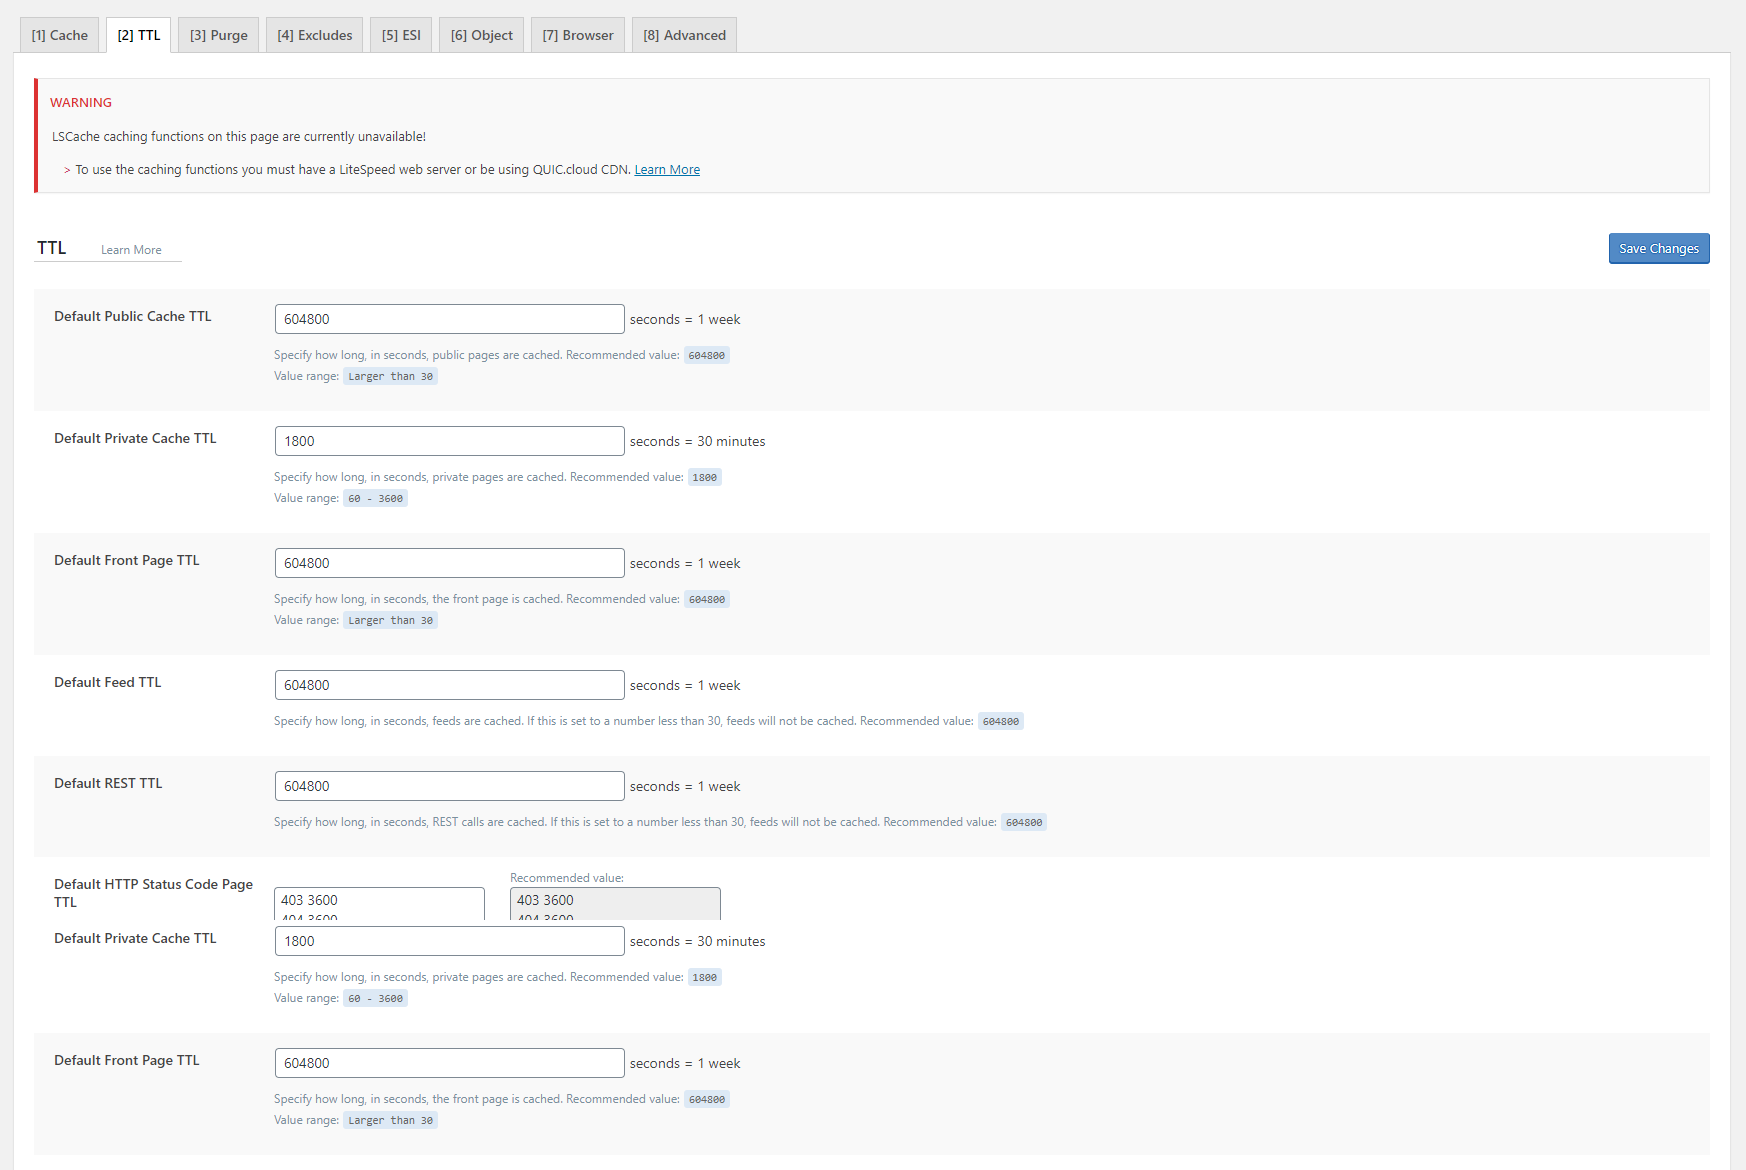 [1] Cache [2] TTL [3] Purge [4] Excludes [5] ESI [6] Object [7] Browser [8] Advanced
WARNING
LSCache caching functions on this page are currently unavailable!
> To use the caching functions you must have a LiteSpeed web server or be using QUIC.cloud CDN. Learn More
TTL Learn More Save Changes
Default Public Cache TTL 604800 seconds = 1 week
Specify how long, in seconds, public pages are cached. Recommended value: 604800
Value range: Larger than 30
Default Private Cache TTL 1800 seconds = 30 minutes
Specify how long, in seconds, private pages are cached. Recommended value: 1800
Value range: 60 - 3600
Default Front Page TTL 604800 seconds = 1 week
Specify how long, in seconds, the front page is cached. Recommended value: 604800
Value range: Larger than 30
Default Feed TTL 604800 seconds = 1 week
Specify how long, in seconds, feeds are cached. If this is set to a number less than 30, feeds will not be cached. Recommended value: 604800
Default REST TTL 604800 seconds = 1 week
Specify how long, in seconds, REST calls are cached. If this is set to a number less than 30, feeds will not be cached. Recommended value: 604800
Recommended value:
Default HTTP Status Code Page
TTL
403 3600 403 3600
404 3600 404 3600
Default Private Cache TTL 1800 seconds = 30 minutes
Specify how long, in seconds, private pages are cached. Recommended value: 1800
Value range: 60 - 3600
Default Front Page TTL 604800 seconds = 1 week
Specify how long, in seconds, the front page is cached. Recommended value: 604800
Value range: Larger than 30